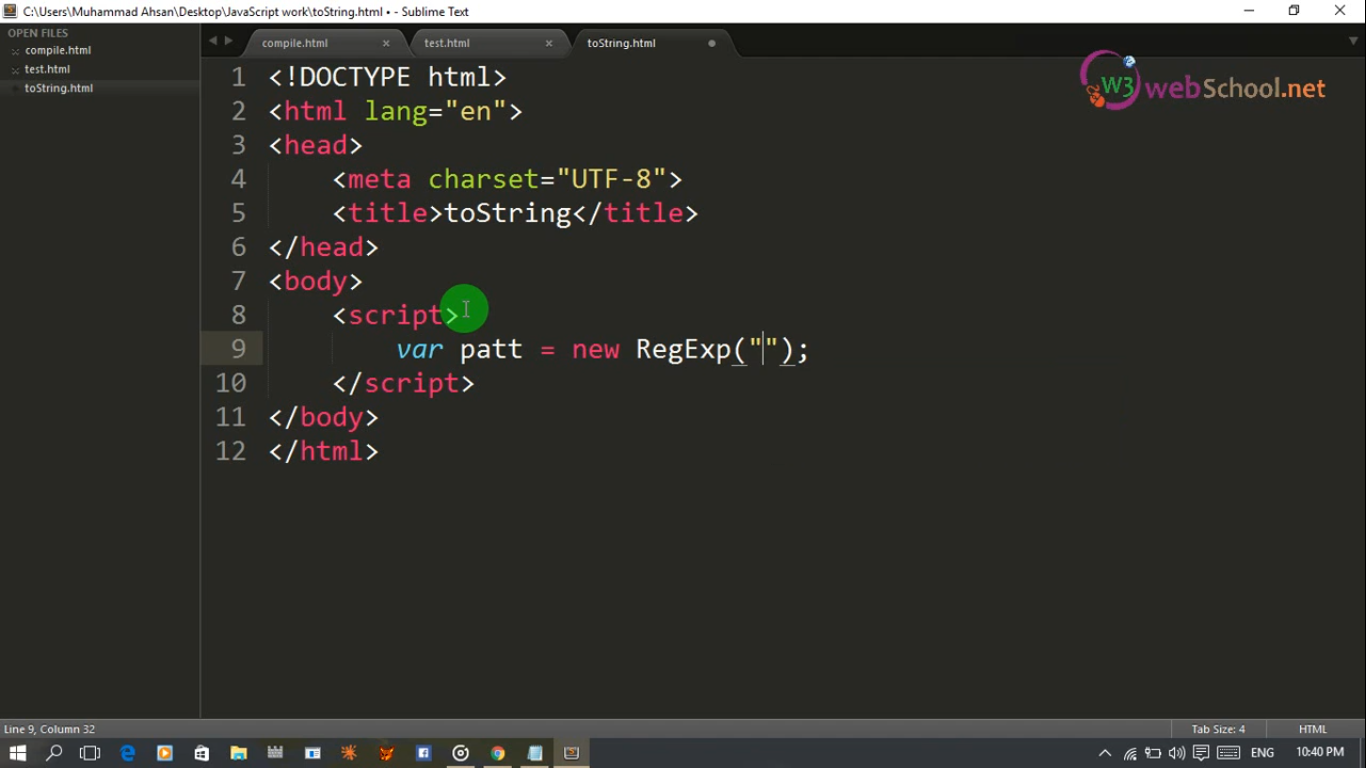 C:\Users\Muhammad Ahsan\Desktop\JavaScript work\toString.html • - Sublime Text
OPEN FILES
compile.html
test.html
toString.html
compile.html
test.html
toString.html
W3 webSchool.net
1 <!DOCTYPE html>
2 <html lang="en">
3 <head>
4 <meta charset="UTF-8">
5 <title>toString</title>
6 </head>
7 <body>
8 <script>
9 var patt = new RegExp("");
10 </script>
11 </body>
12 </html>
Line 9, Column 32
Tab Size: 4
HTML
ENG
10:40 PM